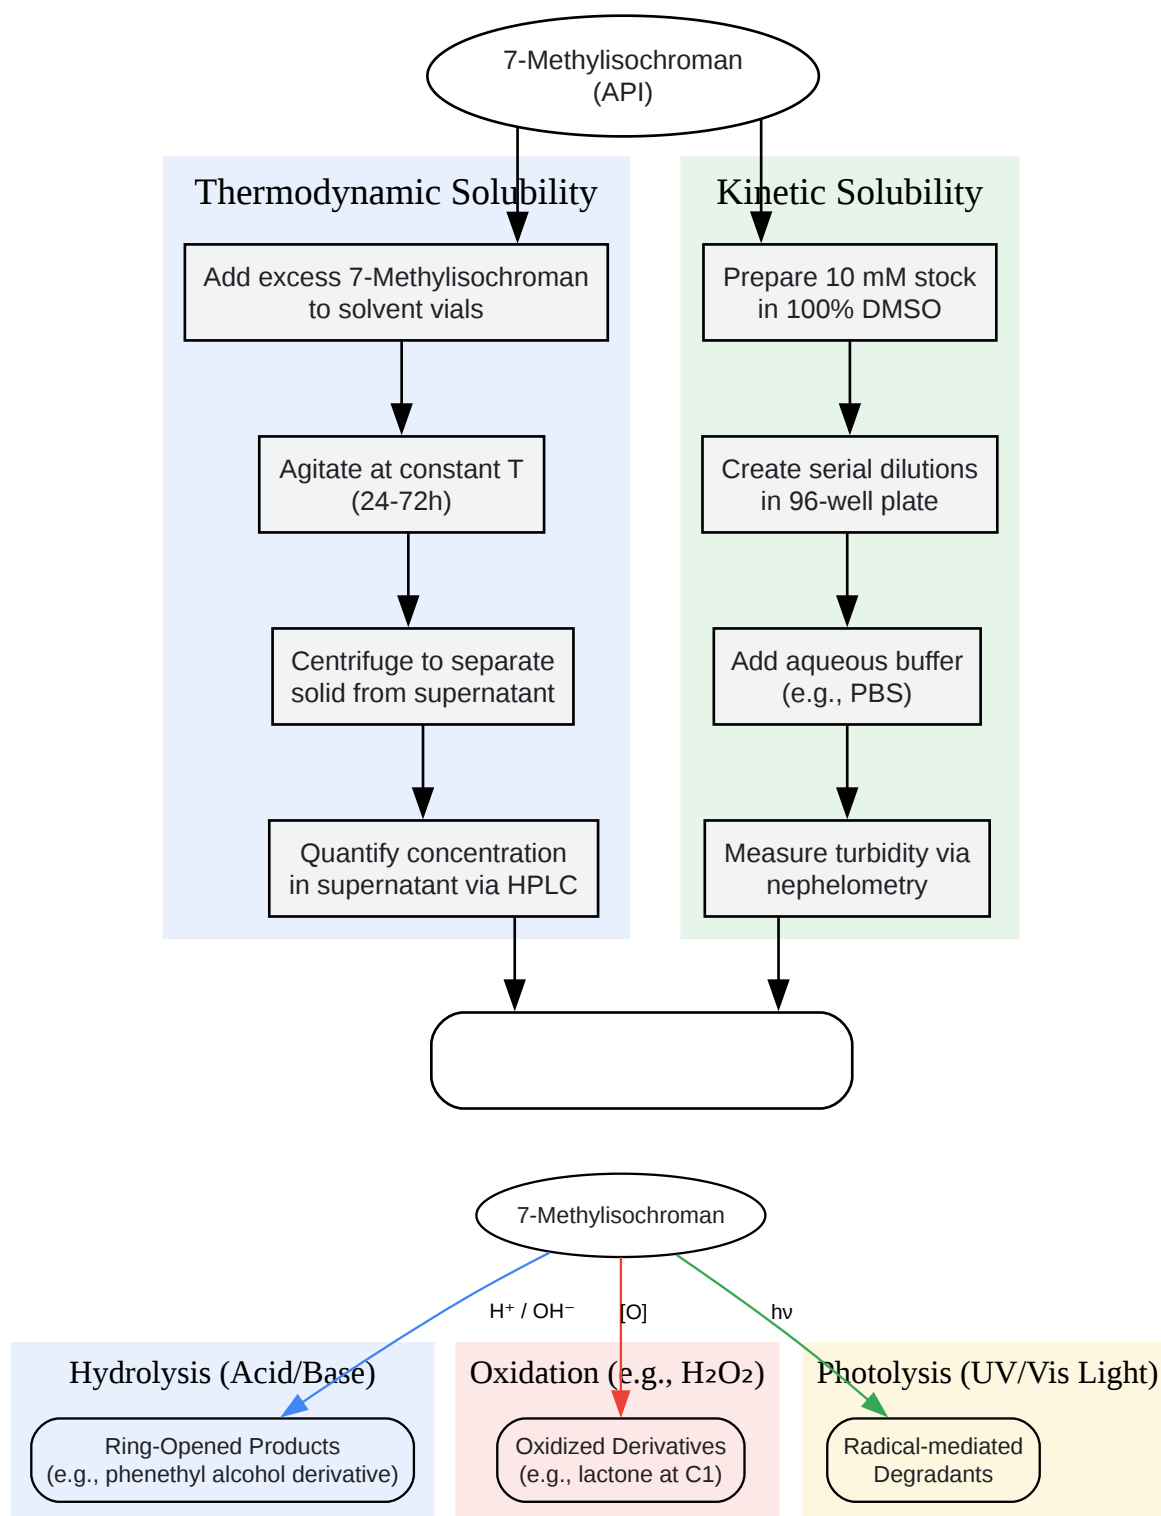 7-Methylisochroman
(API)
Thermodynamic Solubility
Kinetic Solubility
Add excess 7-Methylisochroman
to solvent vials
Prepare 10 mM stock
in 100% DMSO
Agitate at constant T
(24-72h)
Create serial dilutions
in 96-well plate
Centrifuge to separate
solid from supernatant
Add aqueous buffer
(e.g., PBS)
Quantify concentration
in supernatant via HPLC
Measure turbidity via
nephelometry
7-Methylisochroman
H⁺ / OH⁻
[O]
hν
Hydrolysis (Acid/Base)
Oxidation (e.g., H₂O₂)
Photolysis (UV/Vis Light)
Ring-Opened Products
(e.g., phenethyl alcohol derivative)
Oxidized Derivatives
(e.g., lactone at C1)
Radical-mediated
Degradants